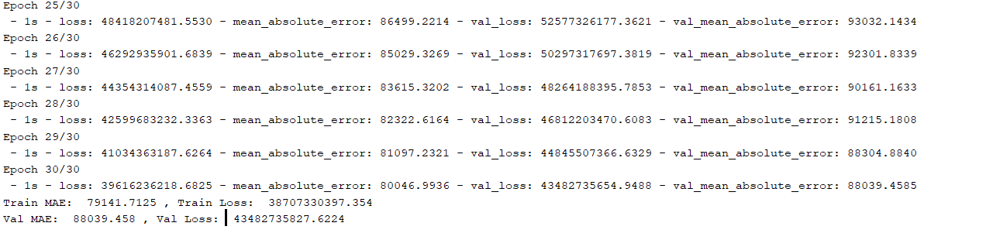 Epoch 25/30
- 1s - loss: 48418207481.5530 - mean_absolute_error: 86499.2214 - val_loss: 52577326177.3621 - val_mean_absolute_error: 93032.1434
Epoch 26/30
- 1s - loss: 46292935901.6839 - mean_absolute_error: 85029.3269 - val_loss: 50297317697.3819 - val_mean_absolute_error: 92301.8339
Epoch 27/30
- 1s - loss: 44354314087.4559 - mean_absolute_error: 83615.3202 - val_loss: 48264188395.7853 - val_mean_absolute_error: 90161.1633
Epoch 28/30
- 1s - loss: 42599683232.3363 - mean_absolute_error: 82322.6164 - val_loss: 46812203470.6083 - val_mean_absolute_error: 91215.1808
Epoch 29/30
- 1s - loss: 41034363187.6264 - mean_absolute_error: 81097.2321 - val_loss: 44845507366.6329 - val_mean_absolute_error: 88304.8840
Epoch 30/30
- 1s - loss: 39616236218.6825 - mean_absolute_error: 80046.9936 - val_loss: 43482735654.9488 - val_mean_absolute_error: 88039.4585
Train MAE:  79141.7125 , Train Loss:  38707330397.354
Val MAE:  88039.458 , Val Loss:  43482735827.6224